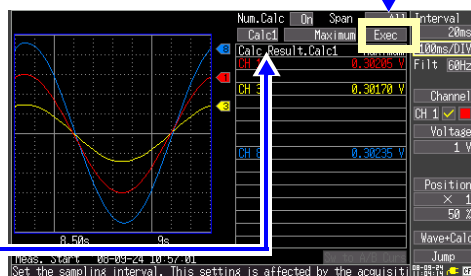 Num.Calc On Span All Interval
20ms
Calc1 Maximum Exec
100ms/DIV
Calc Result.Calc1 Maximum
Filt 60Hz
CH 1 0.30205 V
CH 3 0.30170 V
Channel
CH 1
Voltage
1 V
CH 8 0.30235 V
Position
× 1
50 %
8.50s 9s
Wave+Calc
Meas. Start 08-09-24 10:57:01
Jump
Set the sampling interval. This setting is affected by the acquisiti